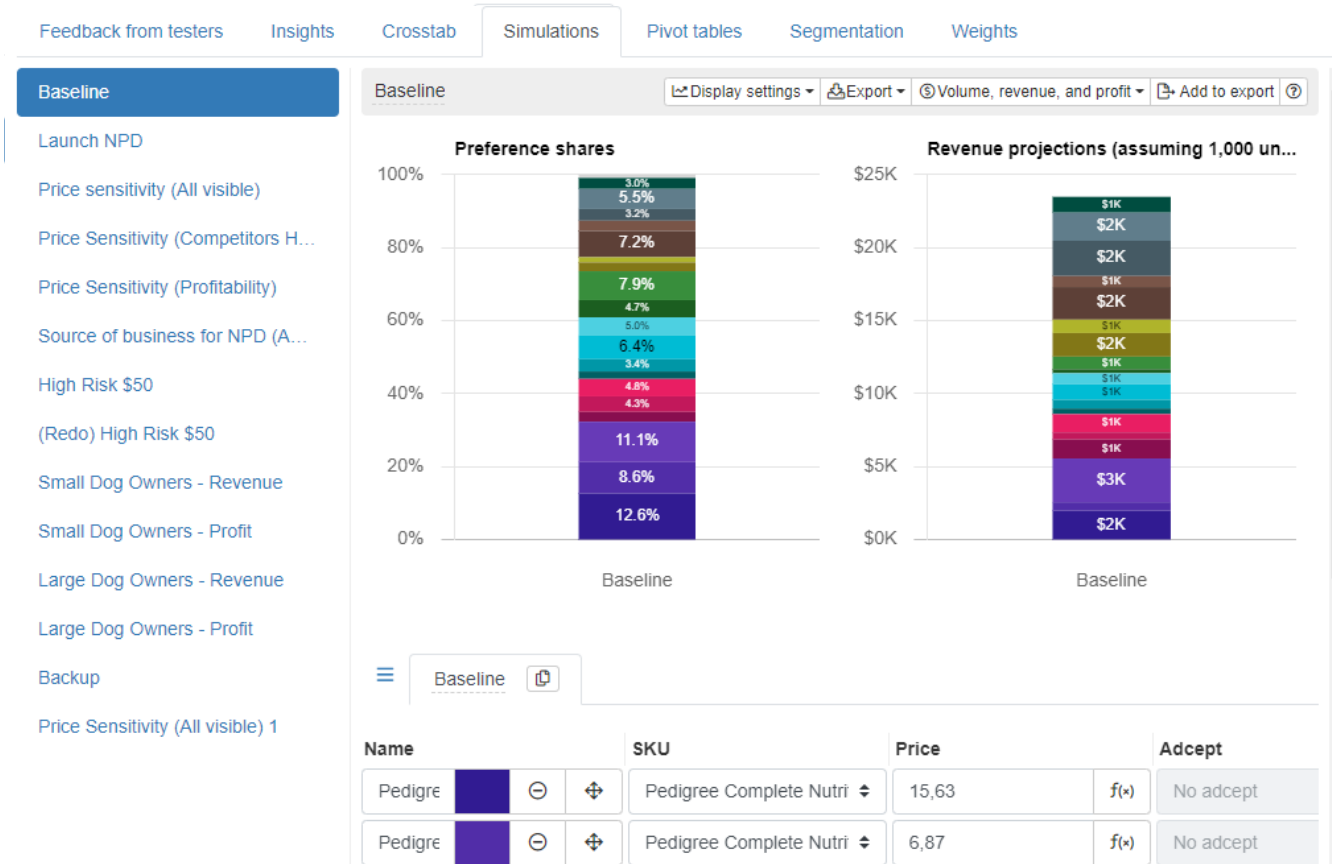 Feedback from testers Insights Crosstab Simulations Pivot tables Segmentation Weights
Baseline
Launch NPD
Price sensitivity (All visible)
Price Sensitivity (Competitors H...
Price Sensitivity (Profitability)
Source of business for NPD (A...
High Risk $50
(Redo) High Risk $50
Small Dog Owners - Revenue
Small Dog Owners - Profit
Large Dog Owners - Revenue
Large Dog Owners - Profit
Backup
Price Sensitivity (All visible) 1
Baseline Display settings Export Volume, revenue, and profit Add to export
Preference shares
100%
80%
60%
40%
20%
0%
3.0%
5.5%
3.2%
7.2%
7.9%
4.7%
5.0%
6.4%
3.4%
4.8%
4.3%
11.1%
8.6%
12.6%
Baseline
Revenue projections (assuming 1,000 un...
$25K
$20K
$15K
$10K
$5K
$0K
$1K
$2K
$2K
$1K
$2K
$1K
$2K
$1K
$1K
$1K
$1K
$1K
$3K
$2K
Baseline
Baseline
Name SKU Price Adcept
Pedigre Pedigree Complete Nutri 15,63 f(x) No adcept
Pedigre Pedigree Complete Nutri 6,87 f(x) No adcept